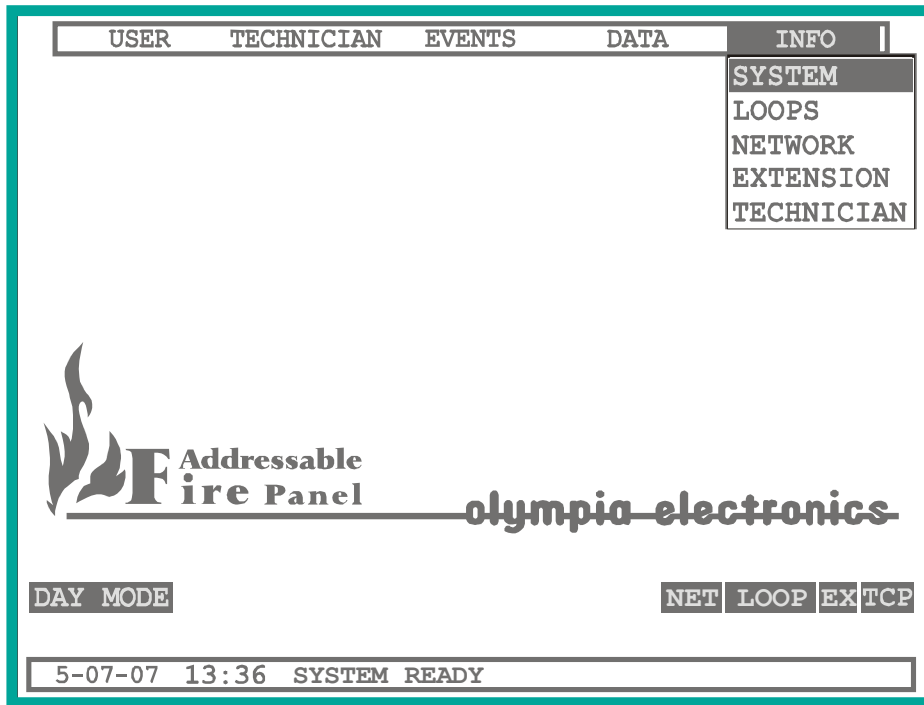 USER TECHNICIAN EVENTS DATA INFO
SYSTEM
LOOPS
NETWORK
EXTENSION
TECHNICIAN
Addressable
Fire Panel
olympia electronics
DAY MODE NET LOOP EX TCP
5-07-07 13:36 SYSTEM READY